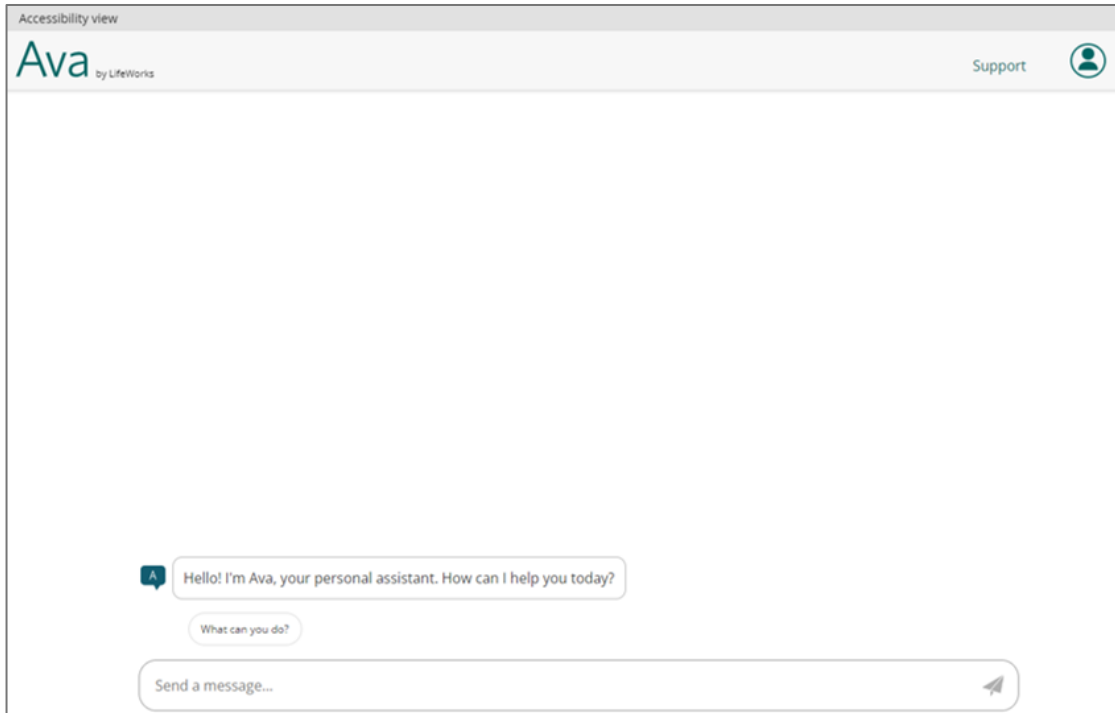 Accessibility view
Ava by LifeWorks
Support
A
Hello! I'm Ava, your personal assistant. How can I help you today?
What can you do?
Send a message...